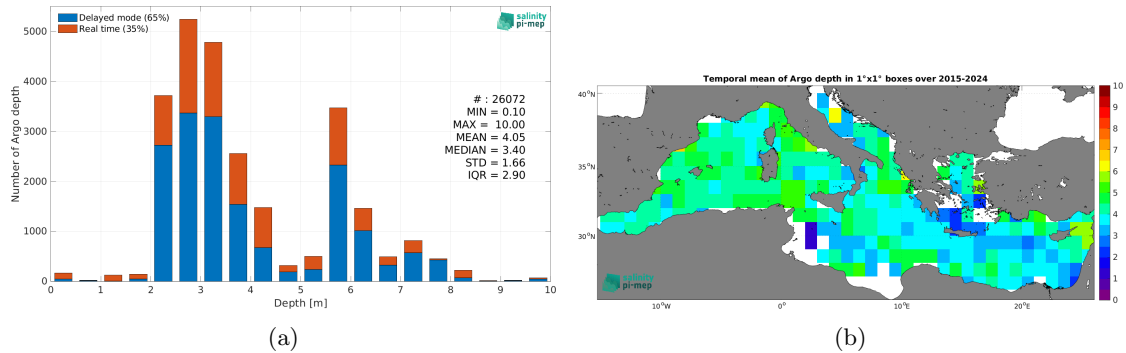 Delayed mode (65%)
Real time (35%)
salinity
pi-mep
# : 26072
MIN = 0.10
MAX = 10.00
MEAN = 4.05
MEDIAN = 3.40
STD = 1.66
IQR = 2.90
Number of Argo depth
5000
4000
3000
2000
1000
0
0 1 2 3 4 5 6 7 8 9 10
Depth [m]
(a)
Temporal mean of Argo depth in 1°x1° boxes over 2015-2024
40°N
35°N
30°N
10°W 0° 10°E 20°E
salinity
pi-mep
10
9
8
7
6
5
4
3
2
1
0
(b)